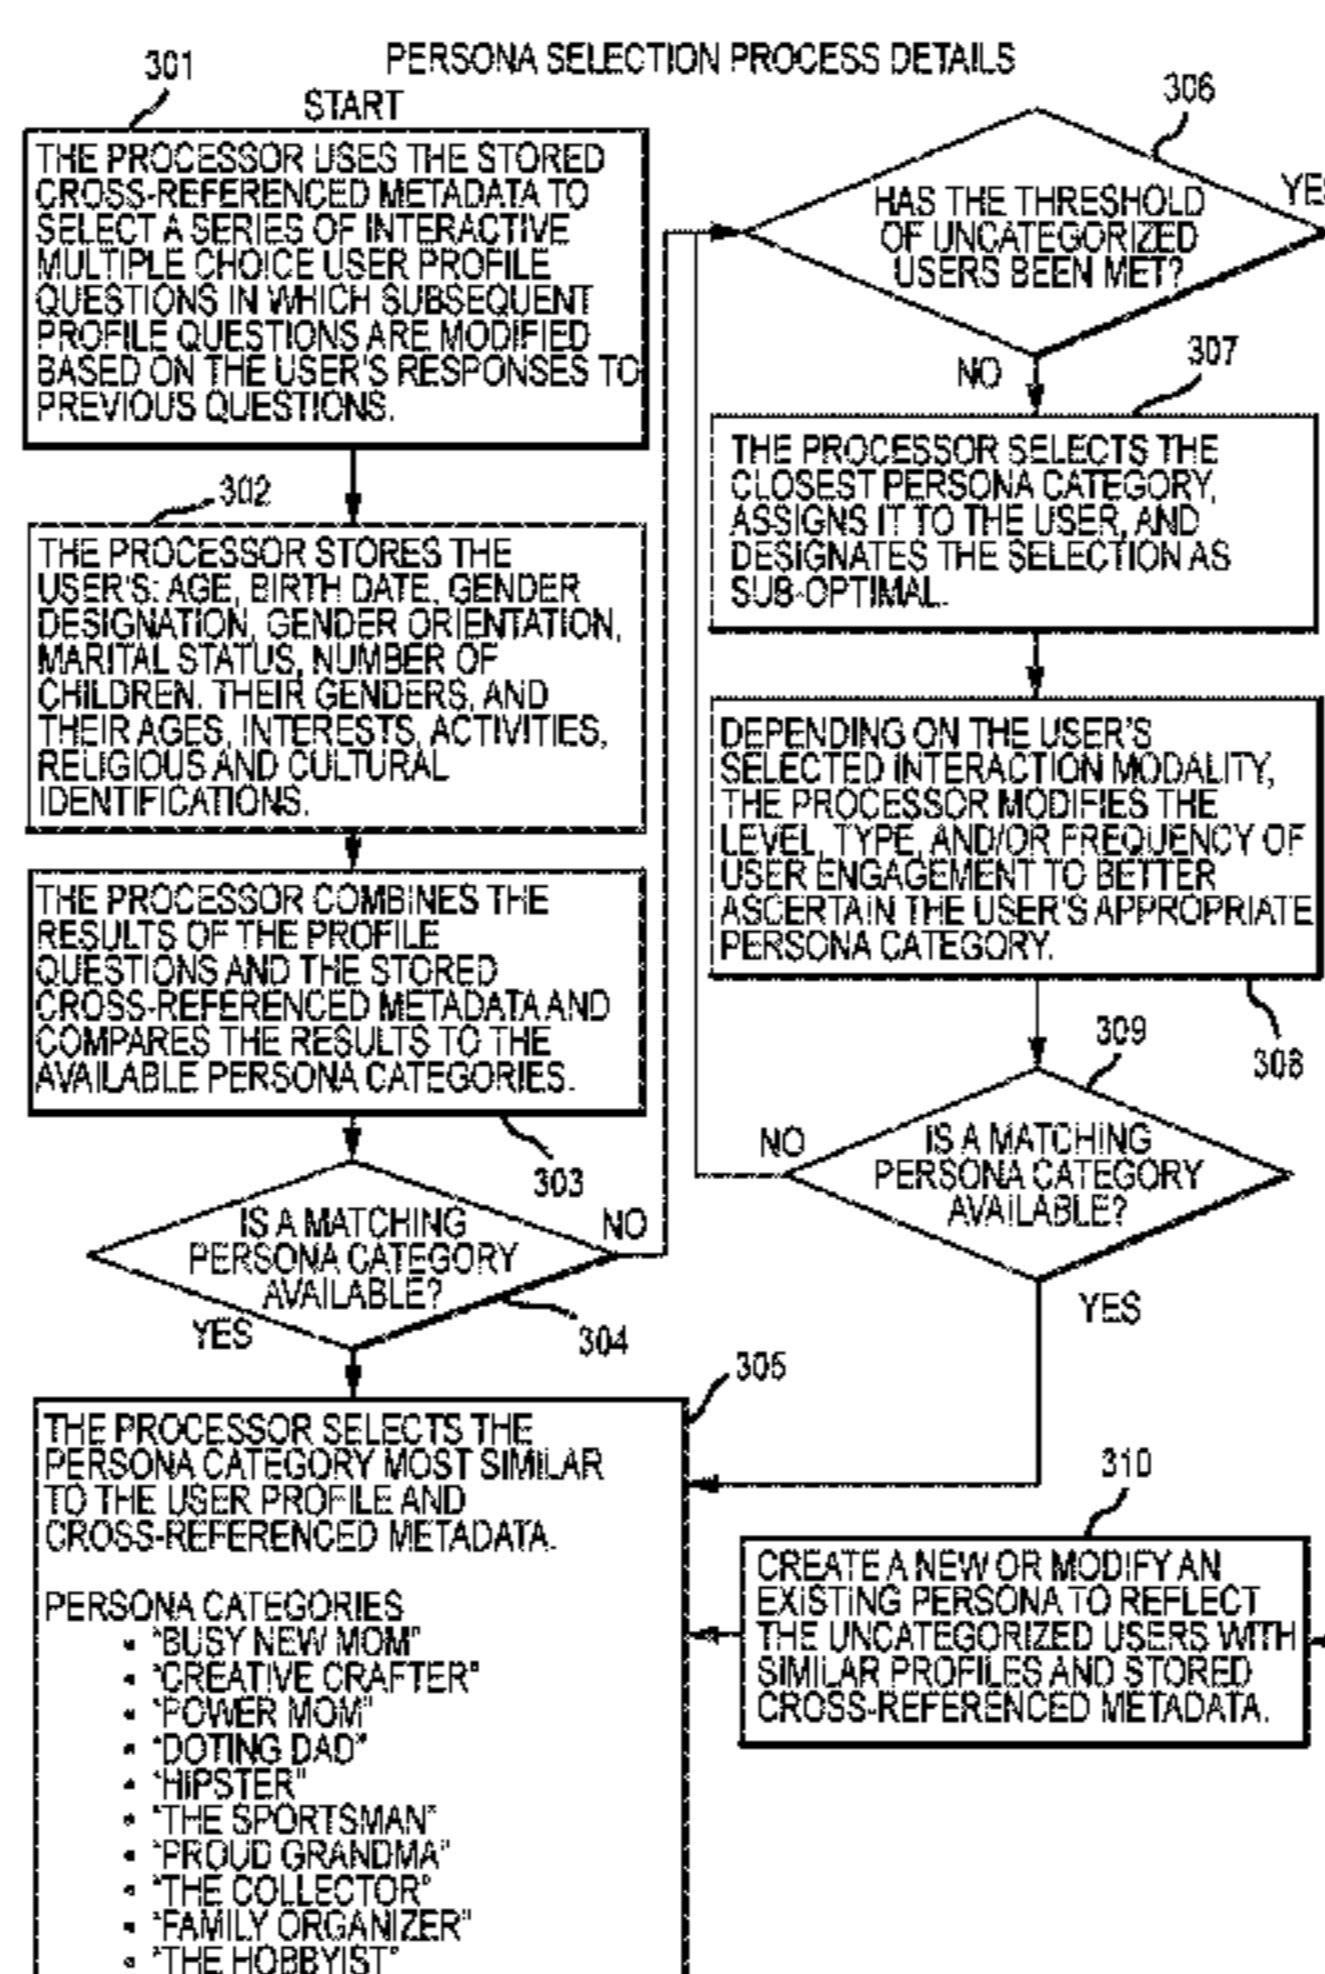 PERSONA SELECTION PROCESS DETAILS
301
START
THE PROCESSOR USES THE STORED
CROSS-REFERENCED METADATA TO
SELECT A SERIES OF INTERACTIVE
MULTIPLE CHOICE USER PROFILE
QUESTIONS IN WHICH SUBSEQUENT
PROFILE QUESTIONS ARE MODIFIED
BASED ON THE USER'S RESPONSES TO
PREVIOUS QUESTIONS.
302
THE PROCESSOR STORES THE
USER'S: AGE, BIRTH DATE, GENDER
DESIGNATION, GENDER ORIENTATION,
MARITAL STATUS, NUMBER OF
CHILDREN. THEIR GENDERS, AND
THEIR AGES, INTERESTS, ACTIVITIES,
RELIGIOUS AND CULTURAL
IDENTIFICATIONS.
THE PROCESSOR COMBINES THE
RESULTS OF THE PROFILE
QUESTIONS AND THE STORED
CROSS-REFERENCED METADATA AND
COMPARES THE RESULTS TO THE
AVAILABLE PERSONA CATEGORIES.
303
IS A MATCHING
PERSONA CATEGORY
AVAILABLE?
NO
YES
304
305
THE PROCESSOR SELECTS THE
PERSONA CATEGORY MOST SIMILAR
TO THE USER PROFILE AND
CROSS-REFERENCED METADATA.
PERSONA CATEGORIES
• "BUSY NEW MOM"
• "CREATIVE CRAFTER"
• "POWER MOM"
• "DOTING DAD"
• "HIPSTER"
• "THE SPORTSMAN"
• "PROUD GRANDMA"
• "THE COLLECTOR"
• "FAMILY ORGANIZER"
• "THE HOBBYIST"
306
HAS THE THRESHOLD
OF UNCATEGORIZED
USERS BEEN MET?
YES
NO
307
THE PROCESSOR SELECTS THE
CLOSEST PERSONA CATEGORY,
ASSIGNS IT TO THE USER, AND
DESIGNATES THE SELECTION AS
SUB-OPTIMAL.
DEPENDING ON THE USER'S
SELECTED INTERACTION MODALITY,
THE PROCESSOR MODIFIES THE
LEVEL, TYPE, AND/OR FREQUENCY OF
USER ENGAGEMENT TO BETTER
ASCERTAIN THE USER'S APPROPRIATE
PERSONA CATEGORY.
308
309
IS A MATCHING
PERSONA CATEGORY
AVAILABLE?
NO
YES
310
CREATE A NEW OR MODIFY AN
EXISTING PERSONA TO REFLECT
THE UNCATEGORIZED USERS WITH
SIMILAR PROFILES AND STORED
CROSS-REFERENCED METADATA.